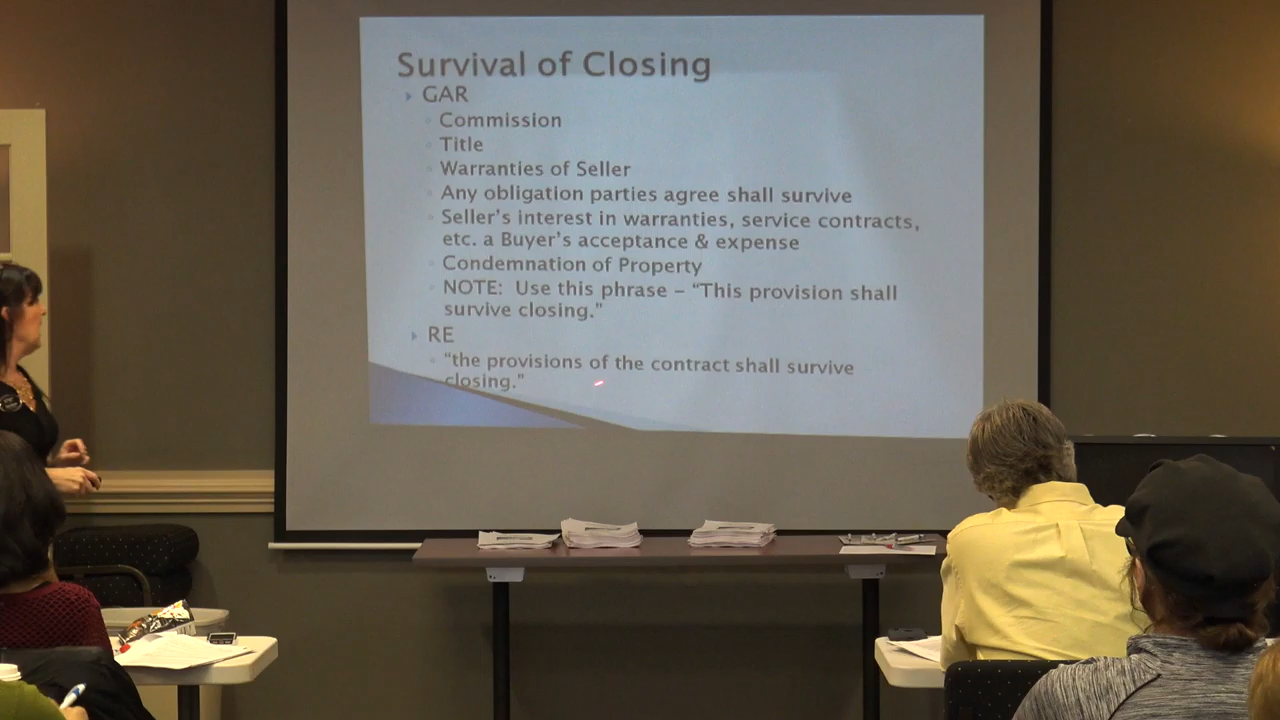 Survival of Closing
GAR
Commission
Title
Warranties of Seller
Any obligation parties agree shall survive
Seller's interest in warranties, service contracts,
etc. a Buyer's acceptance & expense
Condemnation of Property
NOTE: Use this phrase – “This provision shall
survive closing.”
RE
“the provisions of the contract shall survive
closing.”